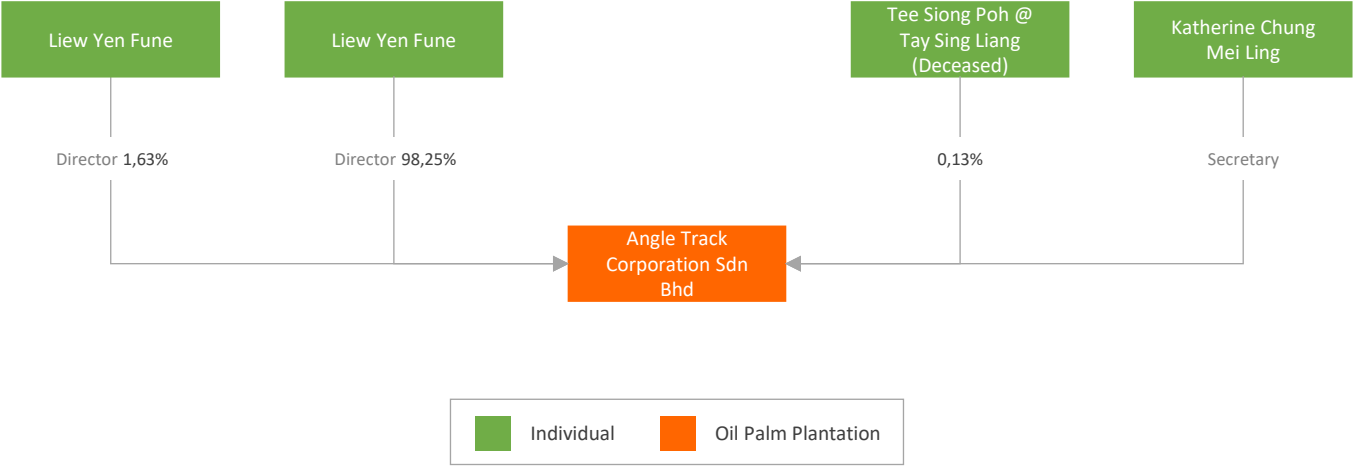 Liew Yen Fune
Liew Yen Fune
Tee Siong Poh @
Tay Sing Liang
(Deceased)
Katherine Chung
Mei Ling
Director 1,63%
Director 98,25%
0,13%
Secretary
Angle Track
Corporation Sdn
Bhd
Individual
Oil Palm Plantation